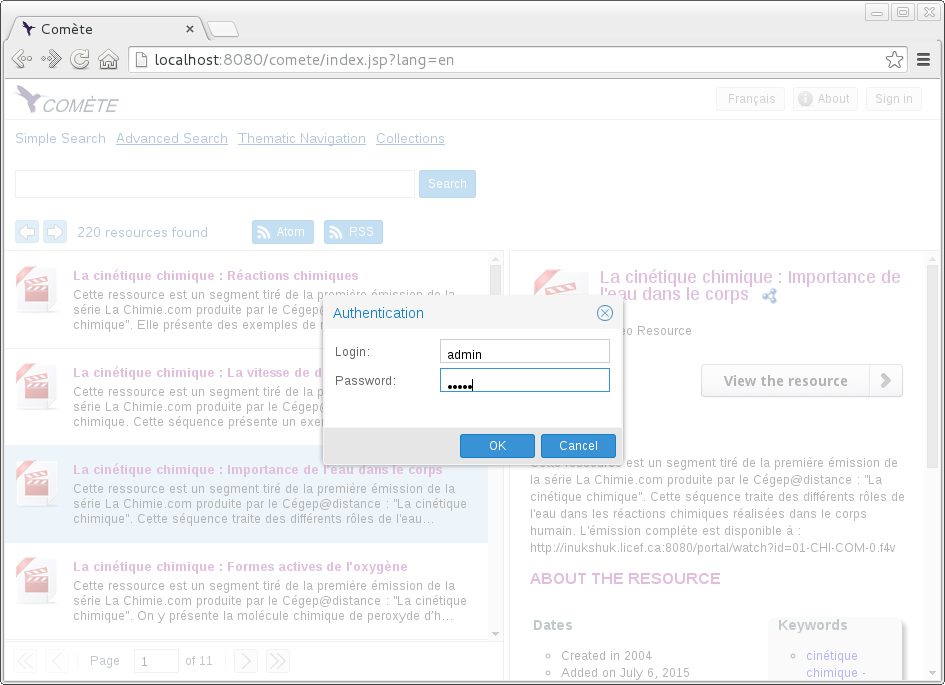 Comète
localhost:8080/comete/index.jsp?lang=en
COMÈTE
Français
About
Sign in
Simple Search Advanced Search Thematic Navigation Collections
Search
220 resources found
Atom
RSS
La cinétique chimique : Réactions chimiques
Cette ressource est un segment tiré de la première émission de la
série La Chimie.com produite par le Cégep
chimique". Elle présente des exemples de
La cinétique chimique : La vitesse de d
Cette ressource est un segment tiré de la
série La Chimie.com produite par le Cégep
chimique. Cette séquence présente un exe
La cinétique chimique : Importance de l'eau dans le corps
Cette ressource est un segment tiré de la première émission de la
série La Chimie.com produite par le Cégep@distance : "La cinétique
chimique". Cette séquence traite des différents rôles de l'eau...
La cinétique chimique : Formes actives de l'oxygène
Cette ressource est un segment tiré de la première émission de la
série La Chimie.com produite par le Cégep@distance : "La cinétique
chimique". On y présente la molécule chimique de peroxyde d'h...
Page 1 of 11
Authentication
Login: admin
Password: •••••
OK Cancel
La cinétique chimique : Importance de
l'eau dans le corps
eo Resource
View the resource
Cette ressource est un segment tiré de la première émission de
la série La Chimie.com produite par le Cégep@distance : "La
cinétique chimique". Cette séquence traite des différents rôles de
l'eau dans les réactions chimiques réalisées dans le corps
humain. L'émission complète est disponible à :
http://inukshuk.licef.ca:8080/portal/watch?id=01-CHI-COM-0.f4v
ABOUT THE RESOURCE
Dates
Created in 2004
Added on July 6, 2015
Keywords
cinétique
chimique -